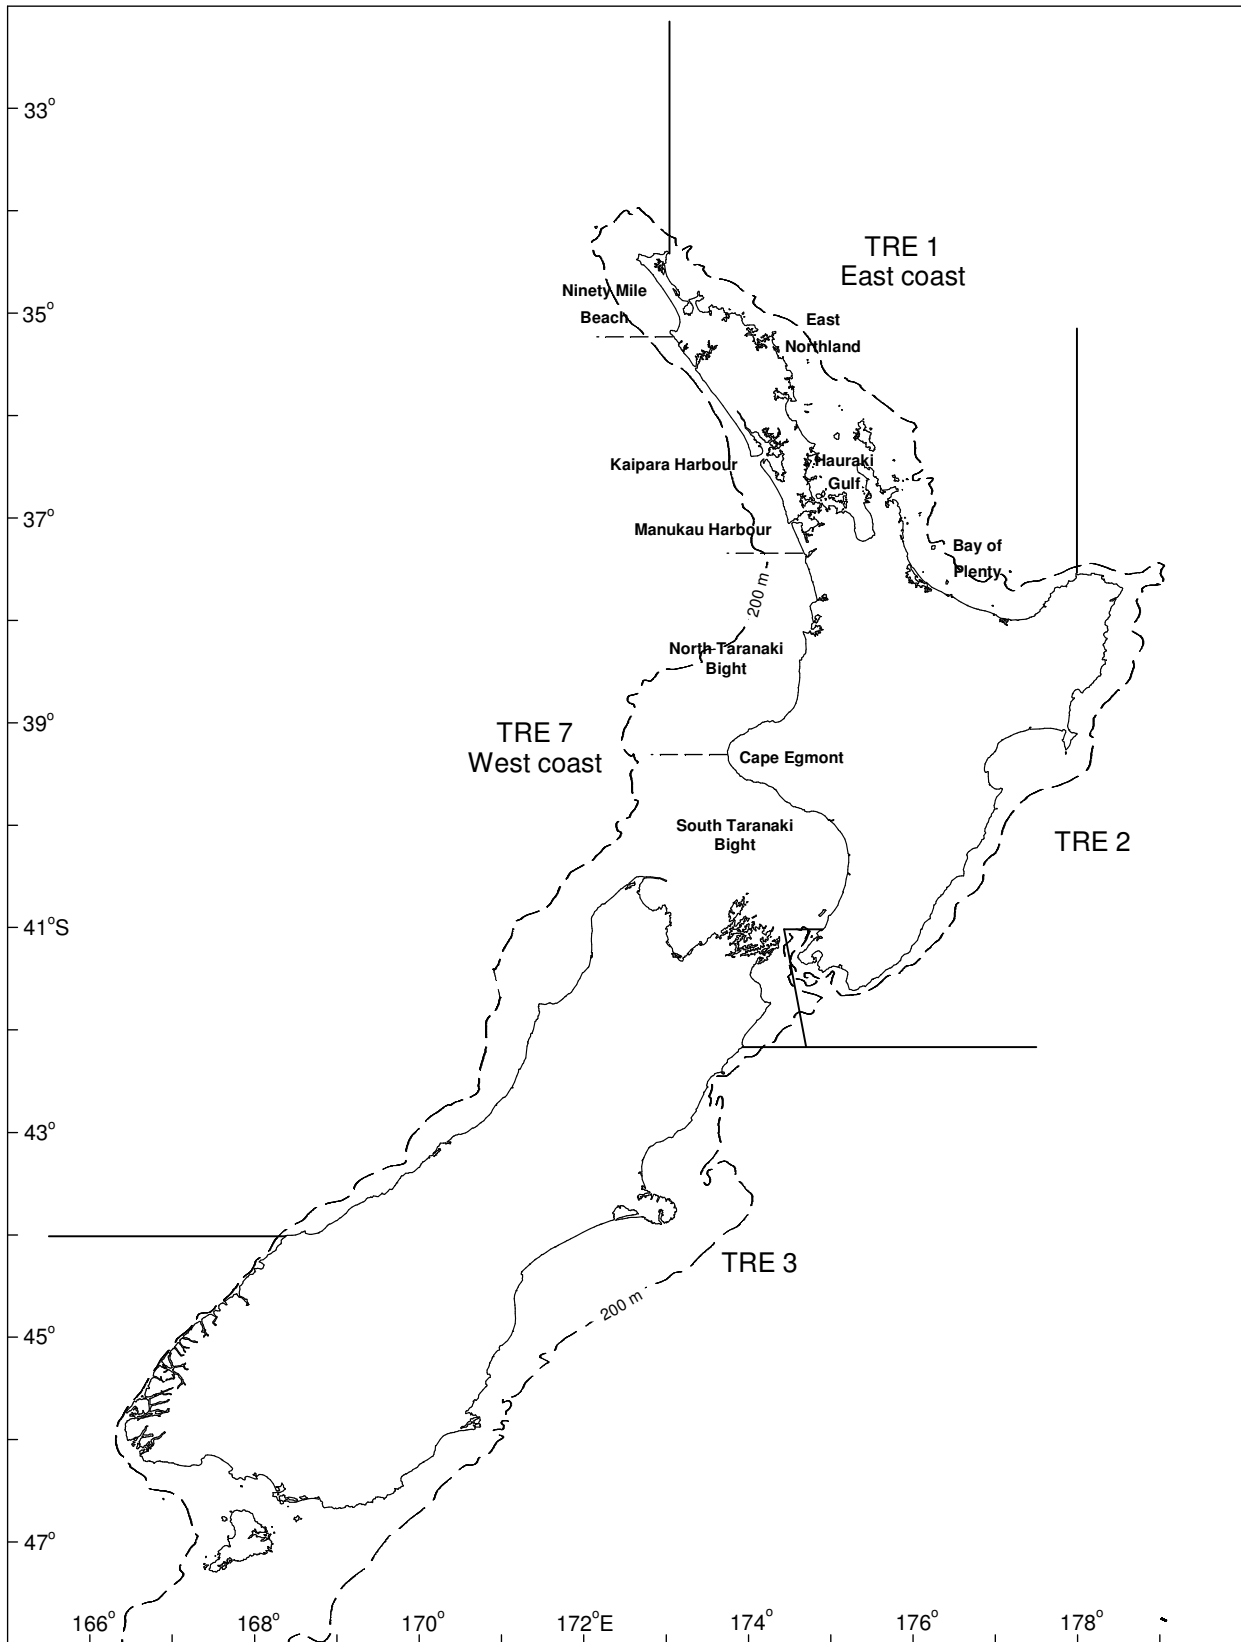 33°
TRE 1
East coast
Ninety Mile
Beach
35°
East
Northland
Kaipara Harbour
Hauraki
Gulf
37°
Manukau Harbour
Bay of
Plenty
200 m
North Taranaki
Bight
39°
TRE 7
West coast
Cape Egmont
South Taranaki
Bight
TRE 2
41°S
43°
TRE 3
200 m
45°
47°
166° 168° 170° 172°E 174° 176° 178°